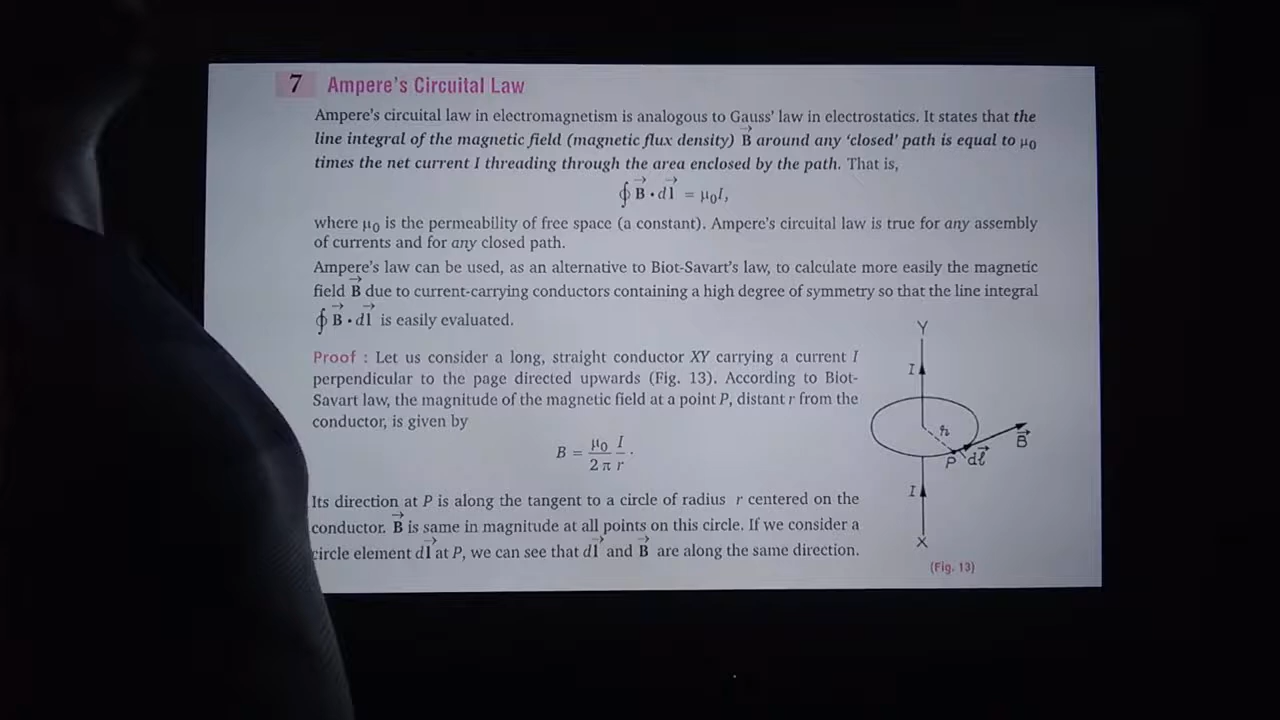 7 Ampere's Circuital Law
Ampere's circuital law in electromagnetism is analogous to Gauss' law in electrostatics. It states that the
line integral of the magnetic field (magnetic flux density) B⃗ around any 'closed' path is equal to μ₀
times the net current I threading through the area enclosed by the path. That is,
∮ B⃗ • dl⃗ = μ₀I,
where μ₀ is the permeability of free space (a constant). Ampere's circuital law is true for any assembly
of currents and for any closed path.
Ampere's law can be used, as an alternative to Biot-Savart's law, to calculate more easily the magnetic
field B⃗ due to current-carrying conductors containing a high degree of symmetry so that the line integral
∮ B⃗ • dl⃗ is easily evaluated.
Proof : Let us consider a long, straight conductor XY carrying a current I
perpendicular to the page directed upwards (Fig. 13). According to Biot-
Savart law, the magnitude of the magnetic field at a point P, distant r from the
conductor, is given by
B = μ₀/2π I/r .
Its direction at P is along the tangent to a circle of radius r centered on the
conductor. B⃗ is same in magnitude at all points on this circle. If we consider a
circle element dl⃗ at P, we can see that dl⃗ and B⃗ are along the same direction.
Y
I
r
B⃗
P dl⃗
I
X
(Fig. 13)